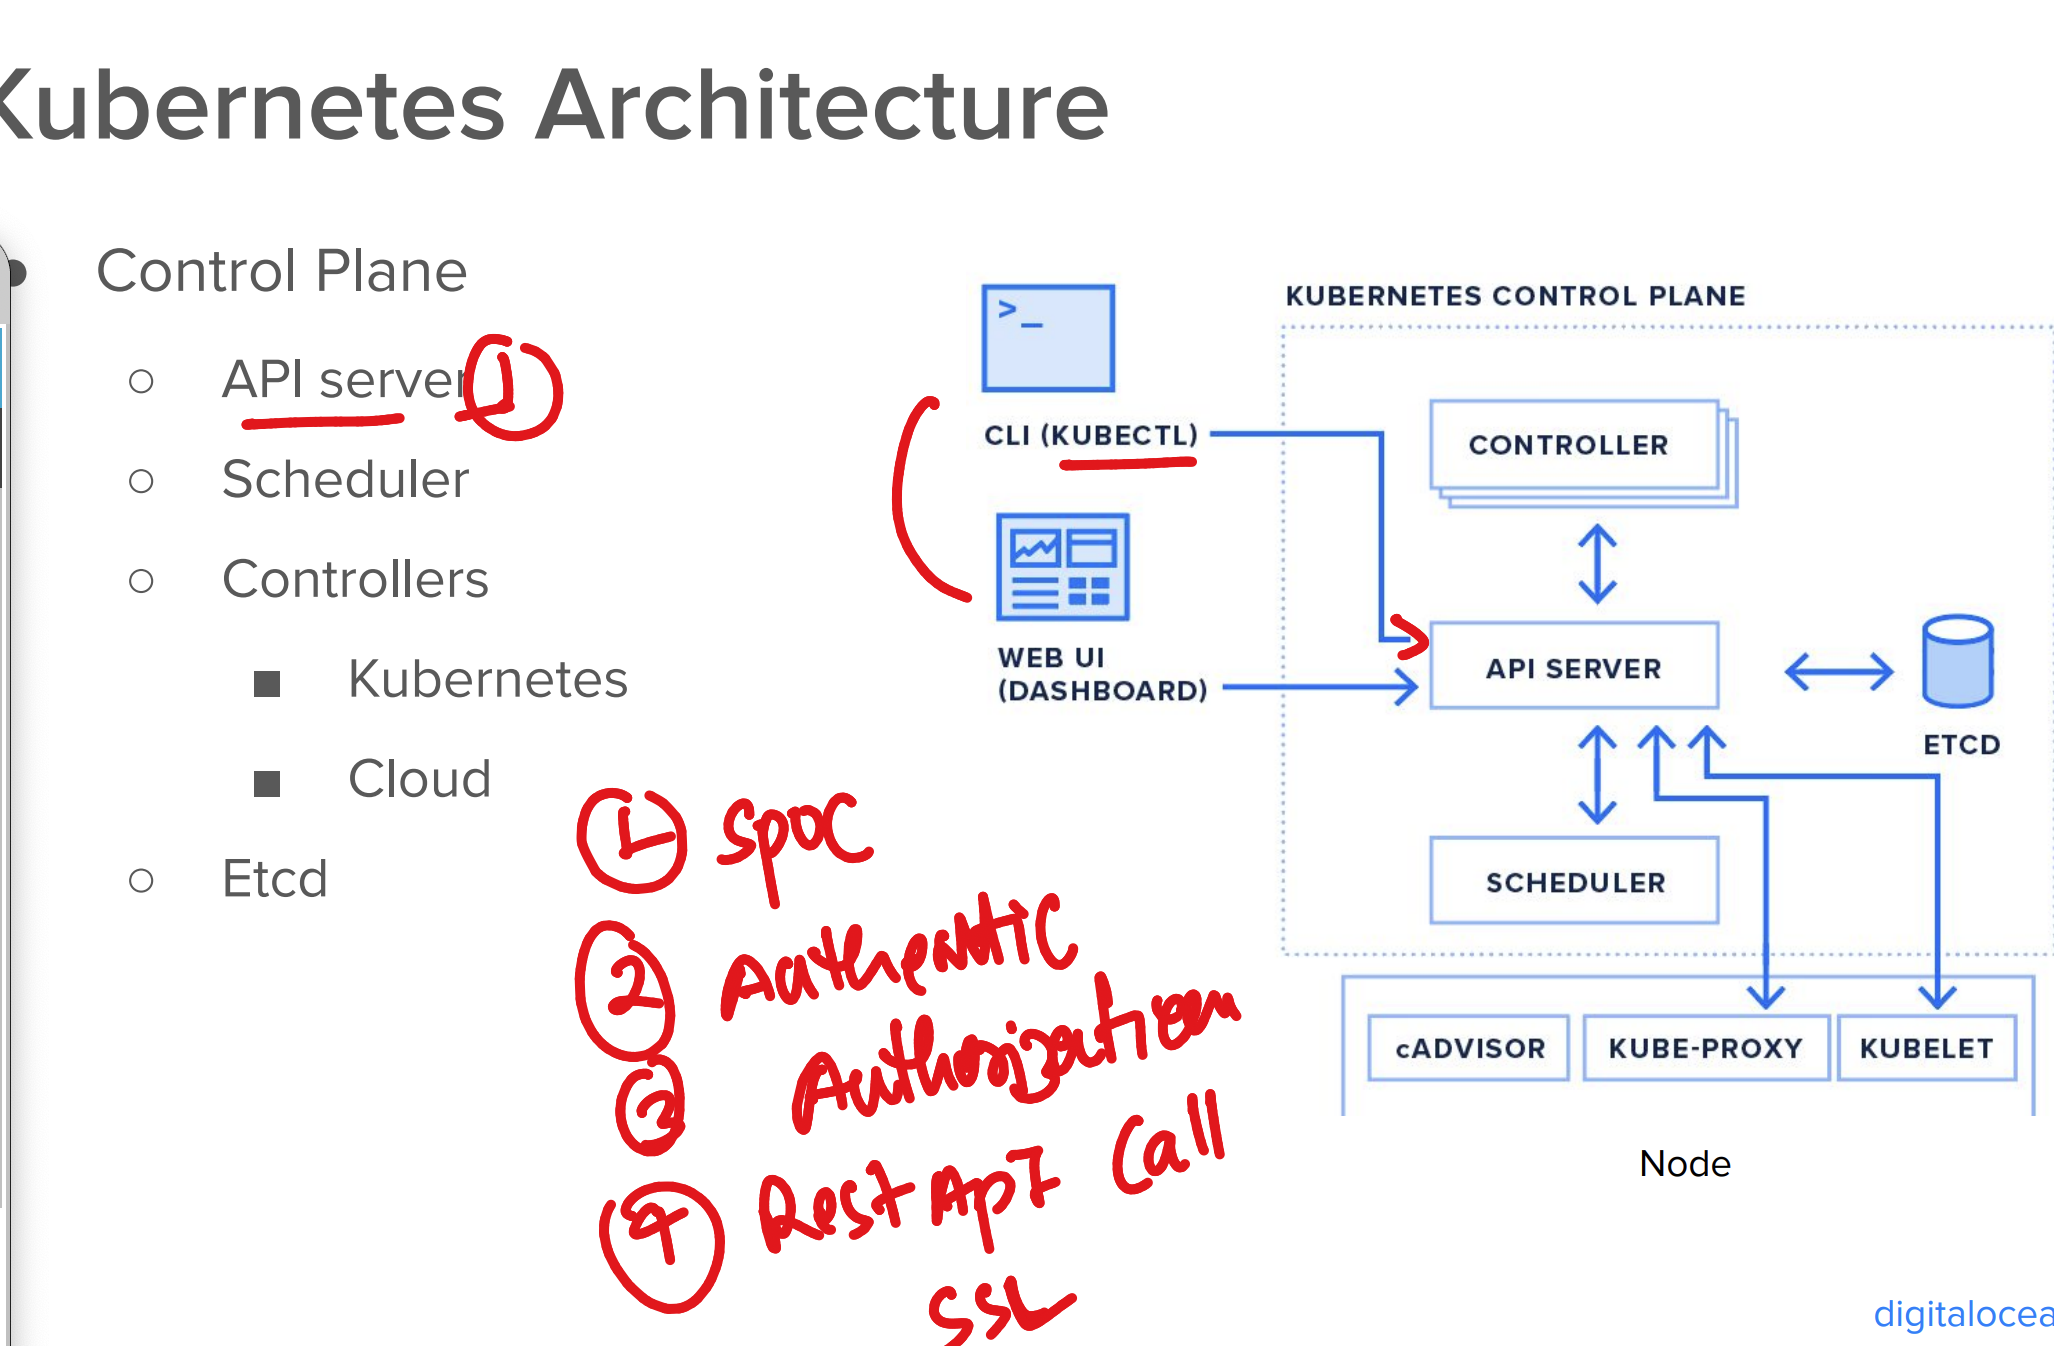 Kubernetes Architecture
Control Plane
API server 1
Scheduler
Controllers
Kubernetes
Cloud
Etcd
1 SPOC
2 Authentic
3 Authorization
4 Rest API Call
SSL
>_
CLI (KUBECTL)
WEB UI
(DASHBOARD)
KUBERNETES CONTROL PLANE
CONTROLLER
API SERVER
ETCD
SCHEDULER
cADVISOR
KUBE-PROXY
KUBELET
Node
digitalocea